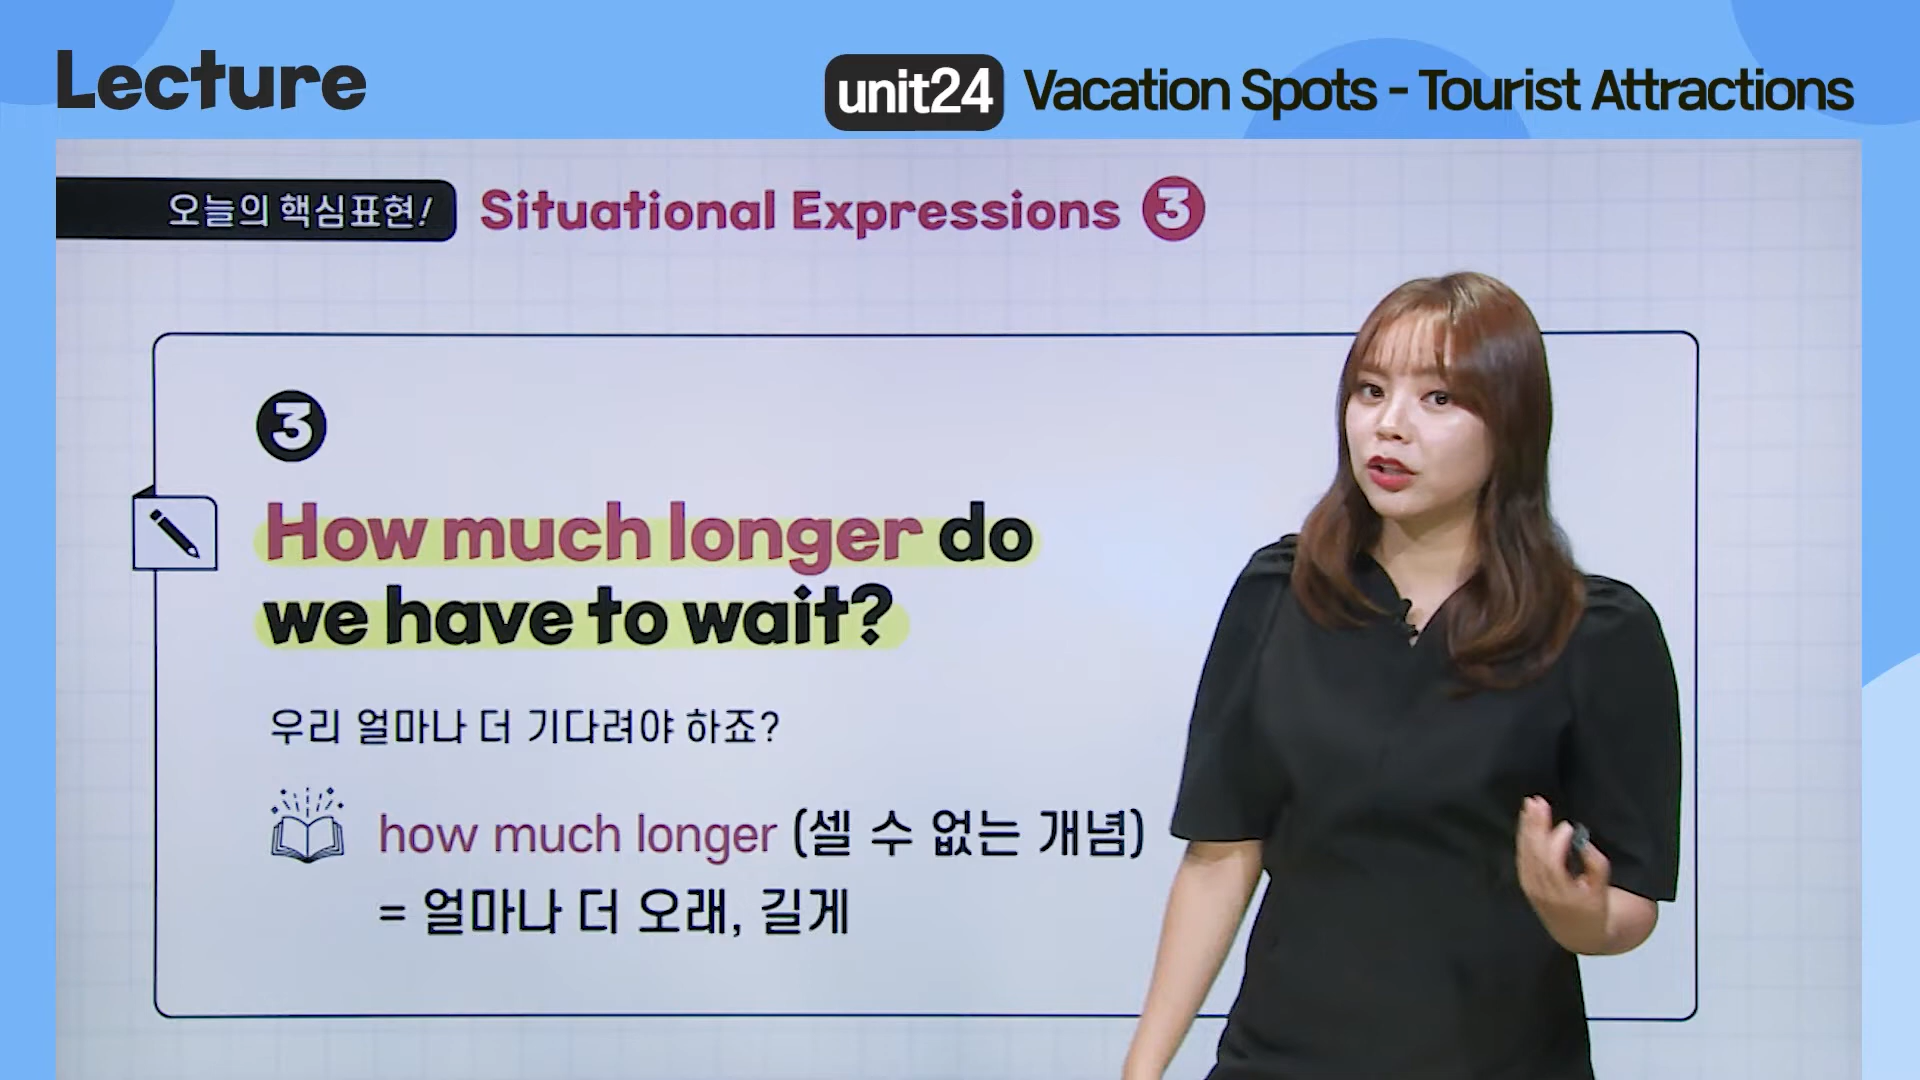 Lecture
unit24 Vacation Spots - Tourist Attractions
오늘의 핵심표현! Situational Expressions 3
3
How much longer do
we have to wait?
우리 얼마나 더 기다려야 하죠?
how much longer (셀 수 없는 개념)
= 얼마나 더 오래, 길게